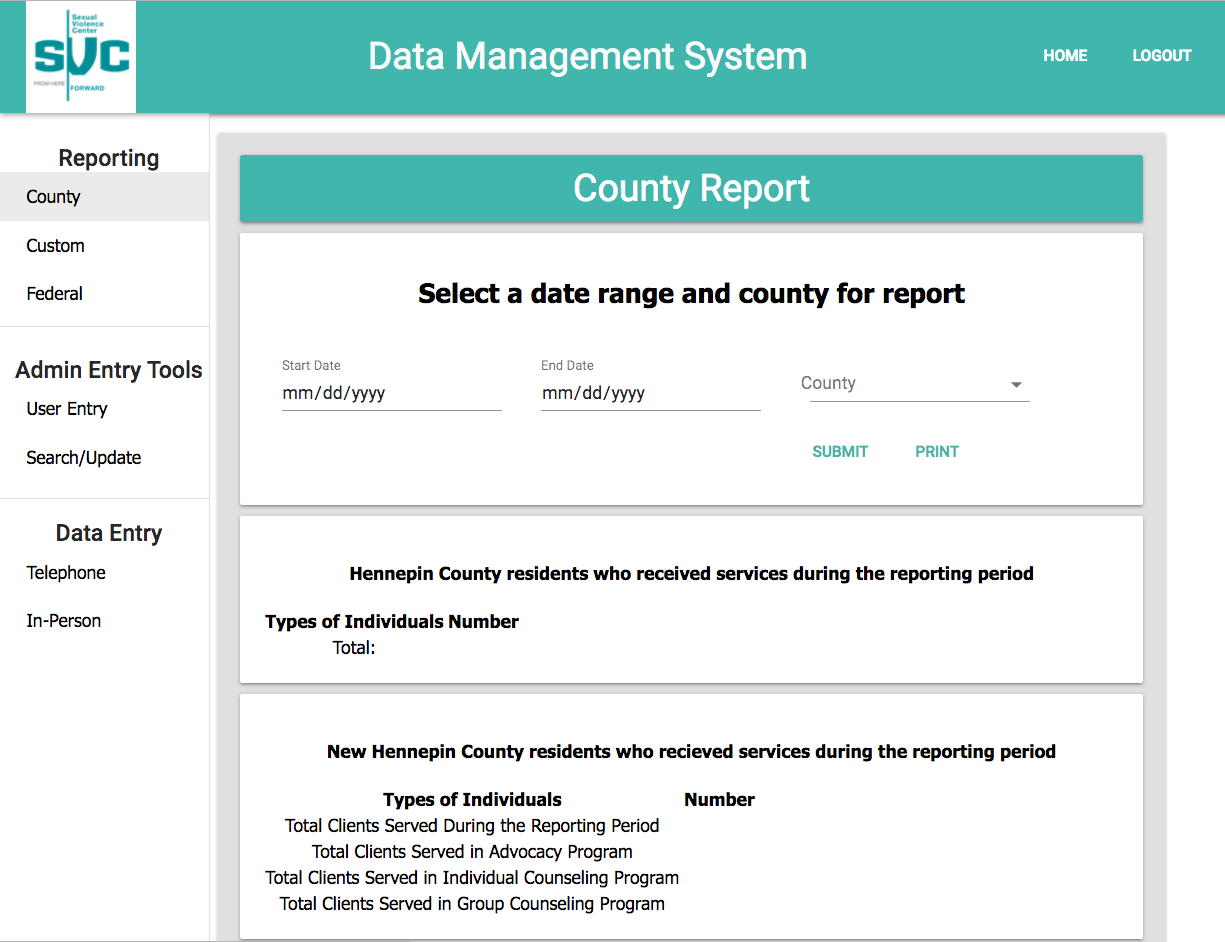 Sexual
Violence
Center
SVC
FROM HERE
FORWARD
Data Management System
HOME
LOGOUT
Reporting
County
Custom
Federal
Admin Entry Tools
User Entry
Search/Update
Data Entry
Telephone
In-Person
County Report
Select a date range and county for report
Start Date
End Date
mm/dd/yyyy
mm/dd/yyyy
County
SUBMIT
PRINT
Hennepin County residents who received services during the reporting period
Types of Individuals Number
Total:
New Hennepin County residents who recieved services during the reporting period
Types of Individuals Number
Total Clients Served During the Reporting Period
Total Clients Served in Advocacy Program
Total Clients Served in Individual Counseling Program
Total Clients Served in Group Counseling Program